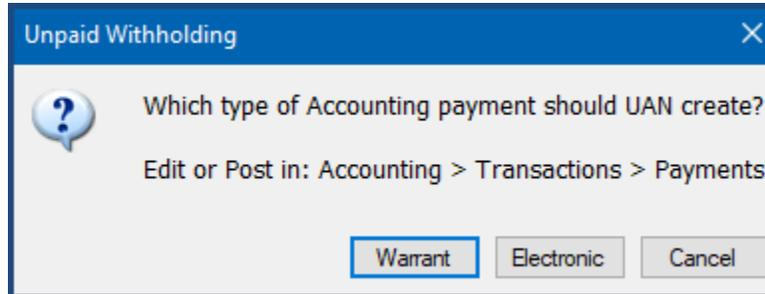 Unpaid Withholding
Which type of Accounting payment should UAN create?
Edit or Post in: Accounting > Transactions > Payments
Warrant Electronic Cancel